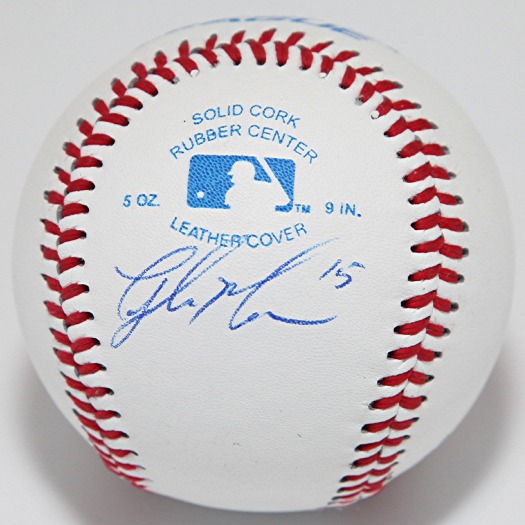 SOLID CORK
RUBBER CENTER
5 OZ. TM 9 IN.
LEATHER COVER
15